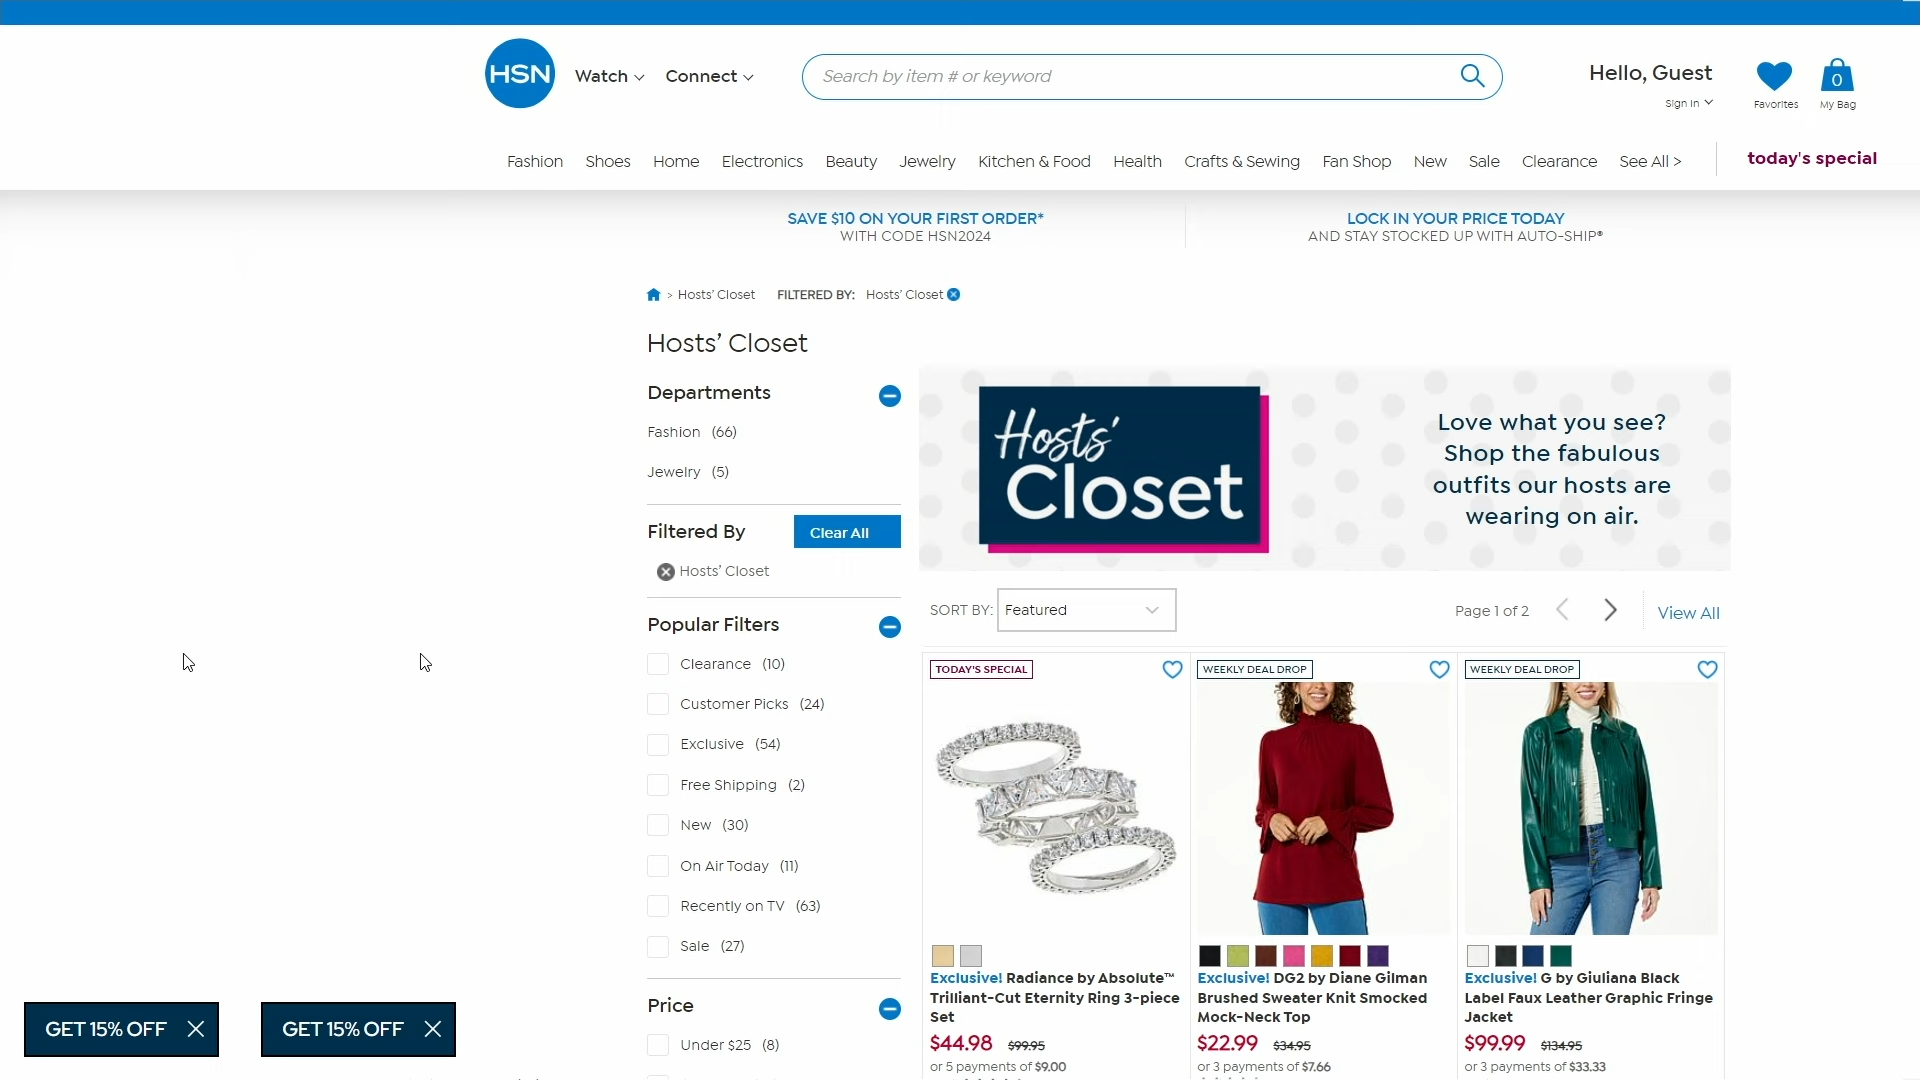 HSN
Watch
Connect
Search by item # or keyword
Hello, Guest
Sign In
Favorites
0
My Bag
Fashion
Shoes
Home
Electronics
Beauty
Jewelry
Kitchen & Food
Health
Crafts & Sewing
Fan Shop
New
Sale
Clearance
See All >
today's special
SAVE $10 ON YOUR FIRST ORDER*
WITH CODE HSN2024
LOCK IN YOUR PRICE TODAY
AND STAY STOCKED UP WITH AUTO-SHIP®
> Hosts' Closet
FILTERED BY: Hosts' Closet
Hosts' Closet
Departments
Fashion (66)
Jewelry (5)
Filtered By
Clear All
Hosts' Closet
Popular Filters
Clearance (10)
Customer Picks (24)
Exclusive (54)
Free Shipping (2)
New (30)
On Air Today (11)
Recently on TV (63)
Sale (27)
Price
Under $25 (8)
Hosts'
Closet
Love what you see?
Shop the fabulous
outfits our hosts are
wearing on air.
SORT BY: Featured
Page 1 of 2
View All
TODAY'S SPECIAL
Exclusive! Radiance by Absolute™
Trilliant-Cut Eternity Ring 3-piece
Set
$44.98 $99.95
or 5 payments of $9.00
WEEKLY DEAL DROP
Exclusive! DG2 by Diane Gilman
Brushed Sweater Knit Smocked
Mock-Neck Top
$22.99 $34.95
or 3 payments of $7.66
WEEKLY DEAL DROP
Exclusive! G by Giuliana Black
Label Faux Leather Graphic Fringe
Jacket
$99.99 $134.95
or 3 payments of $33.33
GET 15% OFF
GET 15% OFF